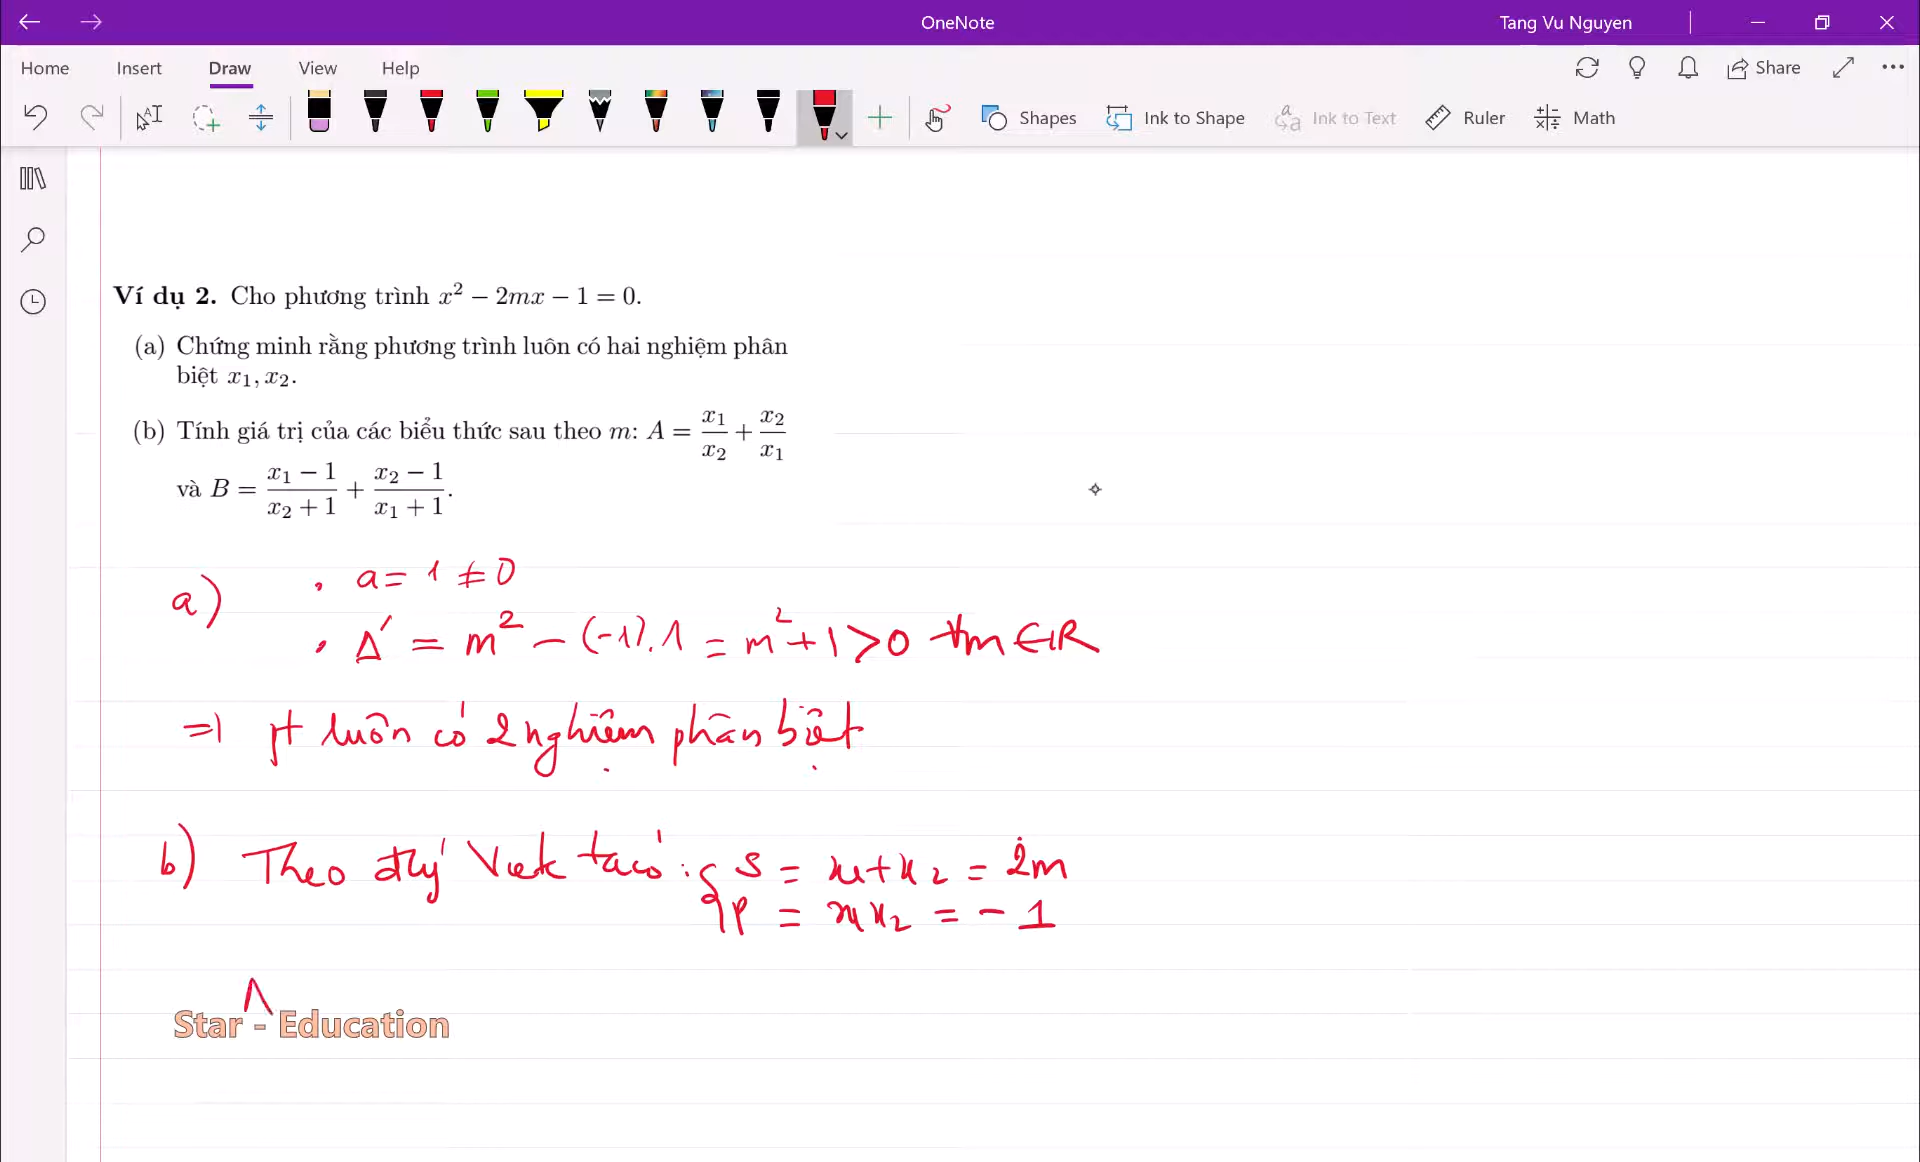 OneNote
Tang Vu Nguyen
Home Insert Draw View Help
Share
Shapes Ink to Shape Ink to Text Ruler Math
Ví dụ 2. Cho phương trình x² − 2mx − 1 = 0.
(a) Chứng minh rằng phương trình luôn có hai nghiệm phân
biệt x₁, x₂.
(b) Tính giá trị của các biểu thức sau theo m: A = x₁/x₂ + x₂/x₁
và B = (x₁ − 1)/(x₂ + 1) + (x₂ − 1)/(x₁ + 1).
a) • a = 1 ≠ 0
• Δ' = m² − (−1).1 = m² + 1 > 0 ∀m ∈ ℝ
⇒ pt luôn có 2 nghiệm phân biệt
b) Theo đlý Viet ta có: { S = x₁ + x₂ = 2m
P = x₁x₂ = − 1
Star - Education